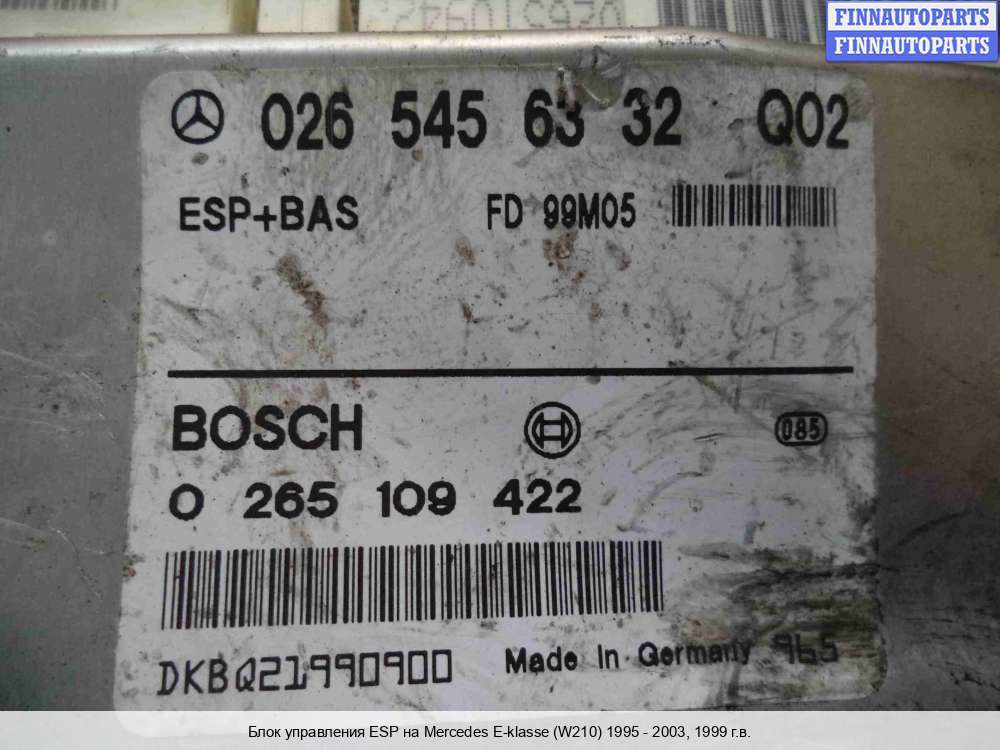 FINNAUTOPARTS
FINNAUTOPARTS
026 545 63 32 Q02
ESP+BAS FD 99M05
BOSCH
085
0 265 109 422
DKBQ21990900 Made in Germany 965
Блок управления ESP на Mercedes E-klasse (W210) 1995 - 2003, 1999 г.в.